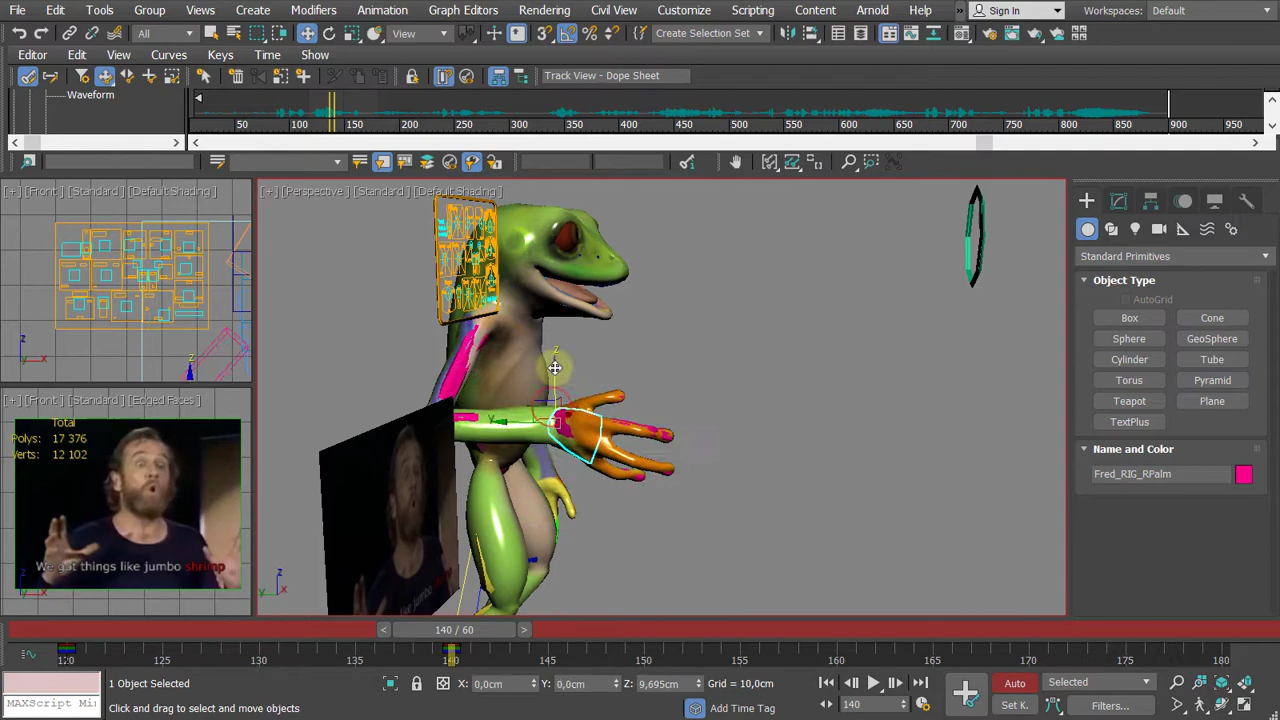 File Edit Tools Group Views Create Modifiers Animation Graph Editors Rendering Civil View Customize Scripting Content Arnold Help » Sign In Workspaces: Default
All View Create Selection Set
Editor Edit View Curves Keys Time Show
Track View - Dope Sheet
Waveform
50 100 150 200 250 300 350 400 450 500 550 600 650 700 750 800 850 900 950
[+] [Front] [Standard] [Default Shading]
[+] [Perspective] [Standard] [Default Shading]
Standard Primitives
Object Type
AutoGrid
Box Cone
Sphere GeoSphere
Cylinder Tube
Torus Pyramid
Teapot Plane
TextPlus
Name and Color
Fred_RIG_RPalm
z
x
z
y
[+] [Front] [Standard] [Edged Faces]
Total
Polys: 17 376
Verts: 12 102
We got things like jumbo shrimp
like jumbo
z
x
z
y
x
< 140 / 60 >
120 130 135 140 145 150 155 160 165 170 175 180
1 Object Selected X: 0,0cm Y: 0,0cm Z: 9,695cm Grid = 10,0cm Auto Selected
MAXScript Mi Click and drag to select and move objects Add Time Tag Set K. Filters... 140